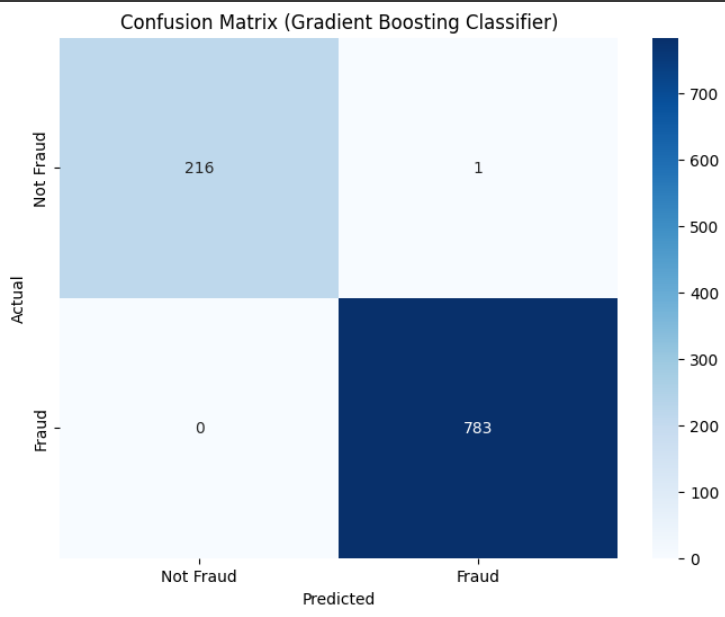 Confusion Matrix (Gradient Boosting Classifier)
Not Fraud
216
1
Actual
Fraud
0
783
Not Fraud
Fraud
Predicted
700
600
500
400
300
200
100
0